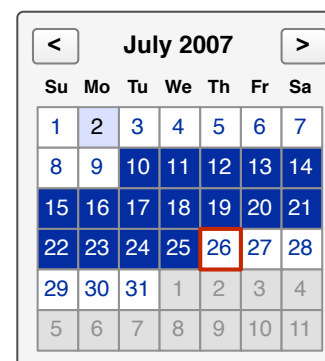 < July 2007 >
Su Mo Tu We Th Fr Sa
1 2 3 4 5 6 7
8 9 10 11 12 13 14
15 16 17 18 19 20 21
22 23 24 25 26 27 28
29 30 31 1 2 3 4
5 6 7 8 9 10 11